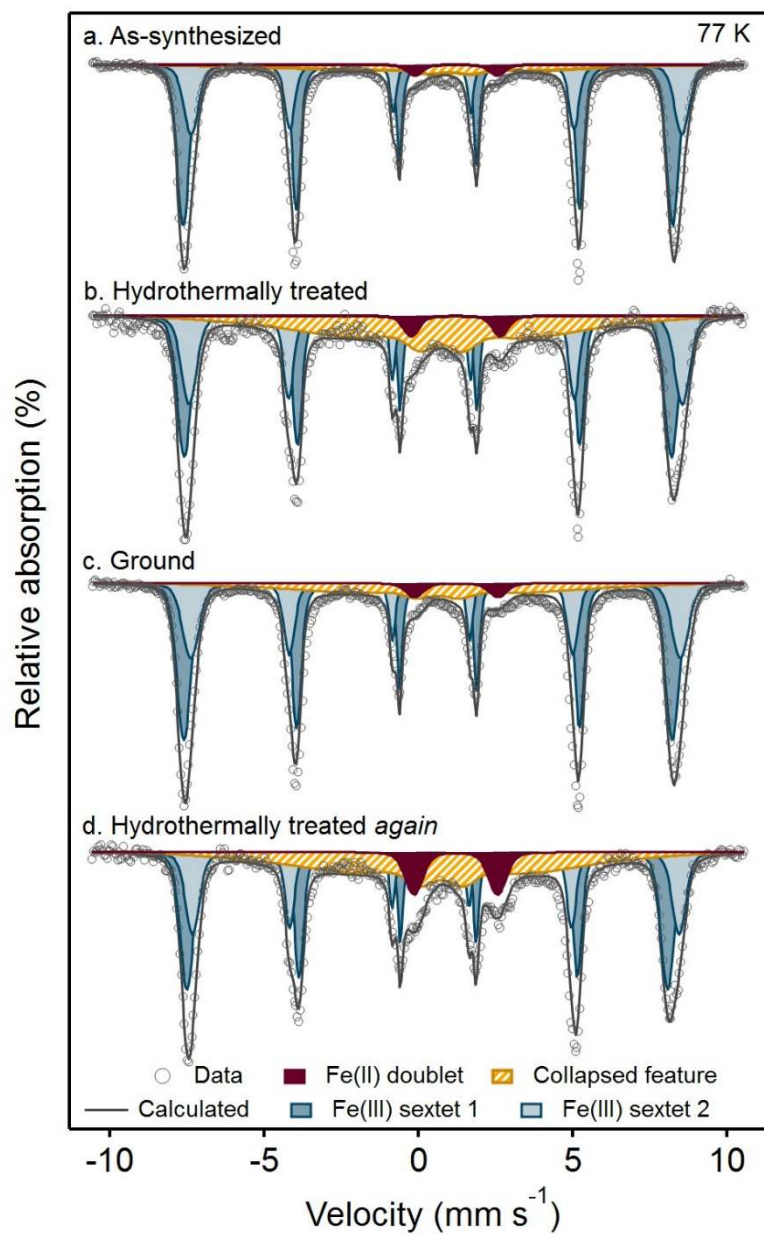 a. As-synthesized
77 K
b. Hydrothermally treated
c. Ground
d. Hydrothermally treated again
Relative absorption (%)
Data
Fe(II) doublet
Collapsed feature
Calculated
Fe(III) sextet 1
Fe(III) sextet 2
-10 -5 0 5 10
Velocity (mm s⁻¹)